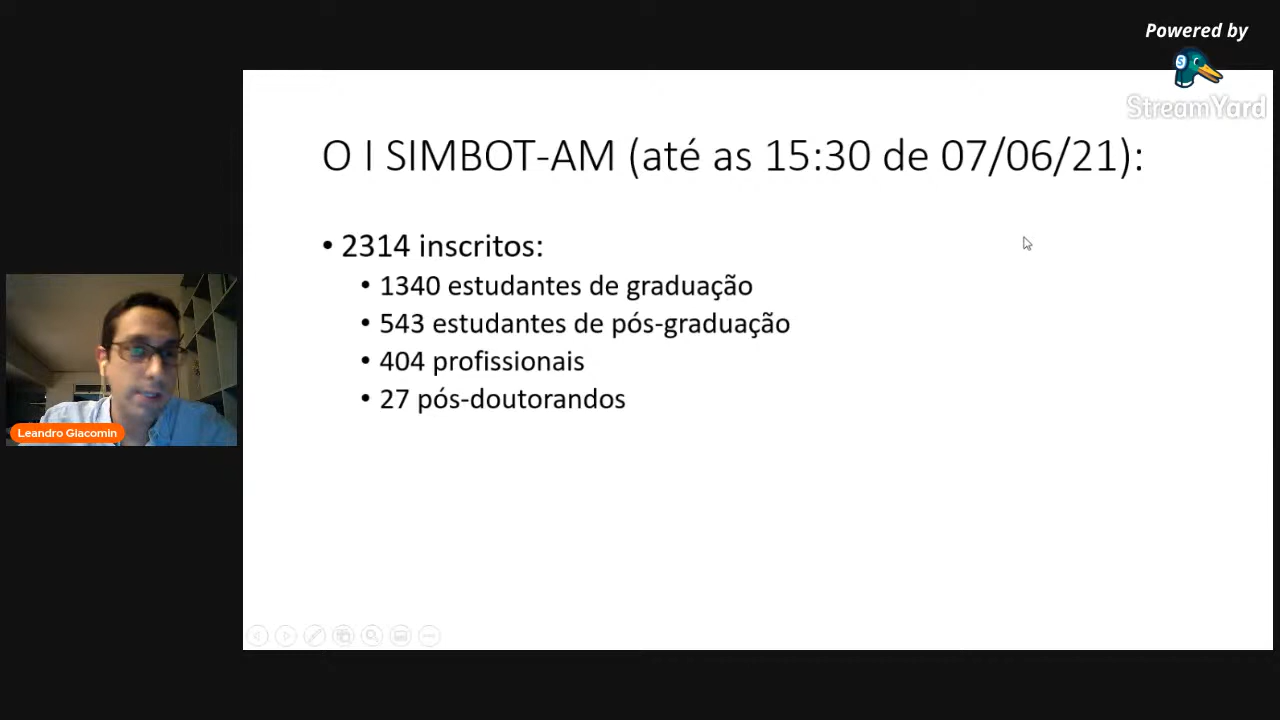 Powered by
StreamYard
O I SIMBOT-AM (até as 15:30 de 07/06/21):
• 2314 inscritos:
• 1340 estudantes de graduação
• 543 estudantes de pós-graduação
• 404 profissionais
• 27 pós-doutorandos
Leandro Giacomin